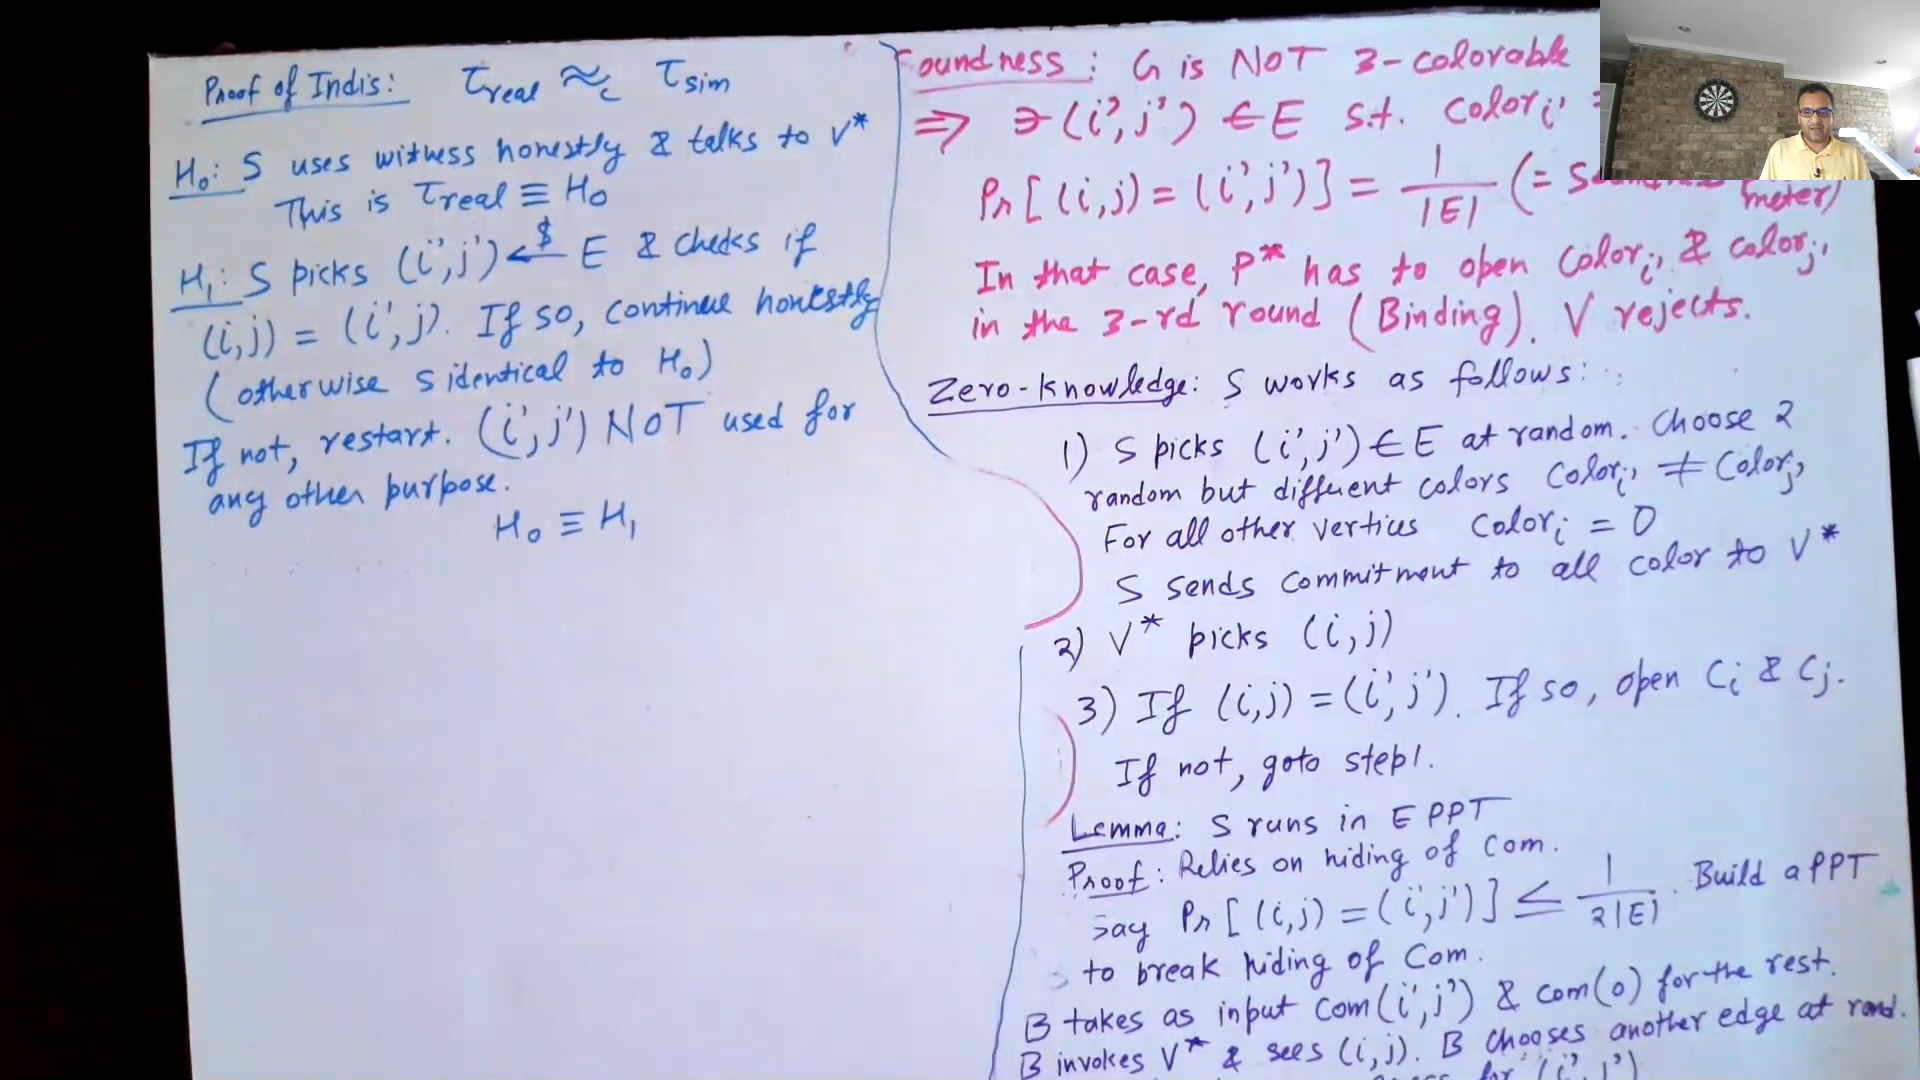 Proof of Indis: τreal ≈c τsim
H₀: S uses witness honestly & talks to V*
This is τreal ≡ H₀
H₁: S picks (i',j') <-$- E & checks if
(i,j) = (i',j). If so, continue honestly
(otherwise S identical to H₀)
If not, restart. (i',j') NOT used for
any other purpose.
H₀ ≡ H₁
oundness: G is NOT 3-colorable
⇒ ∃(i',j') ∈ E s.t. colorᵢ' =
Pr[(i,j) = (i',j')] = 1/|E| (=
meter)
In that case, P* has to open colorᵢ' & colorⱼ'
in the 3-rd round (Binding). V rejects.
Zero-knowledge: S works as follows:
1) S picks (i',j') ∈ E at random. Choose 2
random but different colors colorᵢ' ≠ colorⱼ'
For all other vertices colorᵢ = 0
S sends commitment to all color to V*
2) V* picks (i,j)
3) If (i,j) = (i',j'). If so, open Cᵢ & Cⱼ.
If not, goto step 1.
Lemma: S runs in EPPT
Proof: Relies on hiding of Com.
Say Pr[(i,j) = (i',j')] ≤ 1/2|E|. Build a PPT
to break hiding of Com.
B takes as input com(i',j') & com(0) for the rest.
B invokes V* & sees (i,j). B chooses another edge at rand.
for (i',j')